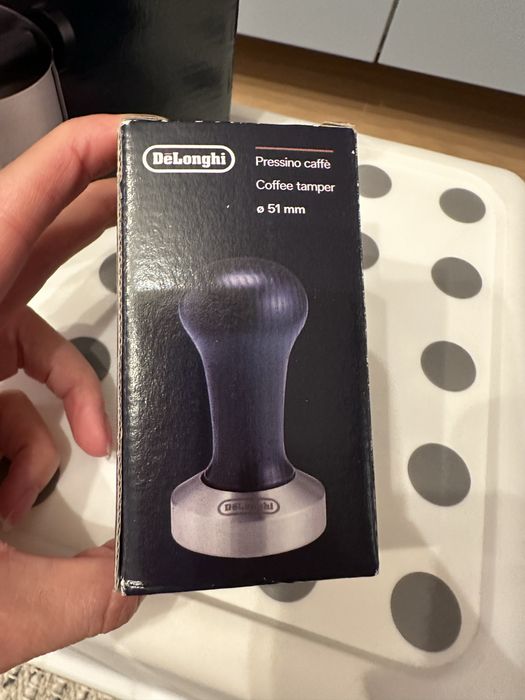 DeLonghi
Pressino caffè
Coffee tamper
ø 51 mm
DeLonghi